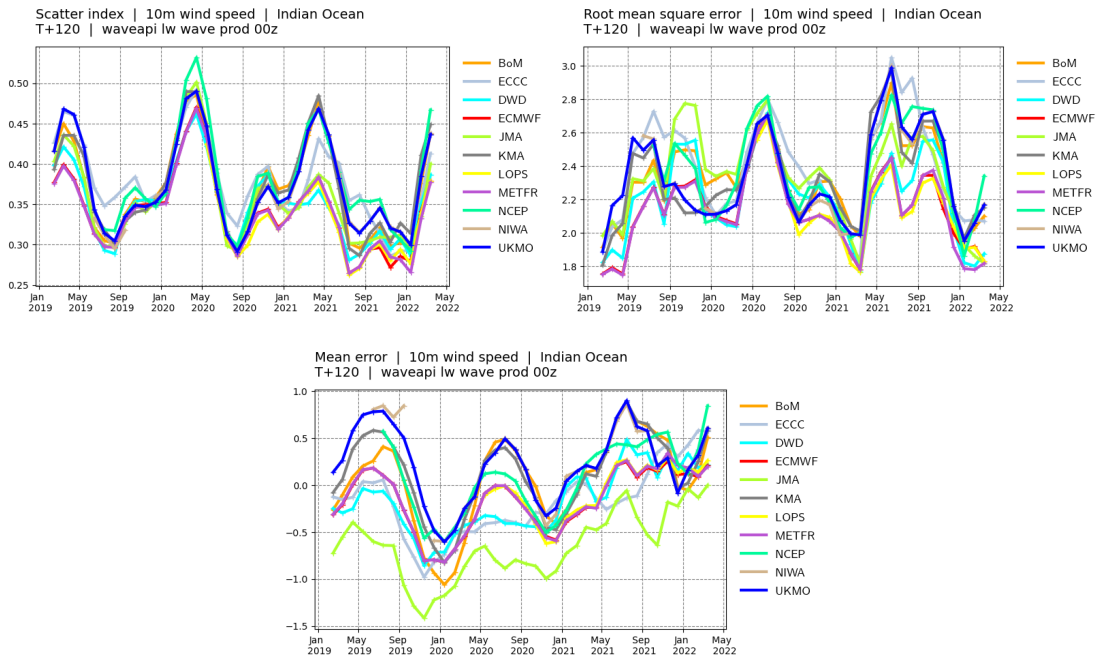 Scatter index | 10m wind speed | Indian Ocean
T+120 | waveapi lw wave prod 00z
0.50
0.45
0.40
0.35
0.30
0.25
Jan 2019 May 2019 Sep 2019 Jan 2020 May 2020 Sep 2020 Jan 2021 May 2021 Sep 2021 Jan 2022 May 2022
BoM
ECCC
DWD
ECMWF
JMA
KMA
LOPS
METFR
NCEP
NIWA
UKMO
Root mean square error | 10m wind speed | Indian Ocean
T+120 | waveapi lw wave prod 00z
3.0
2.8
2.6
2.4
2.2
2.0
1.8
Jan 2019 May 2019 Sep 2019 Jan 2020 May 2020 Sep 2020 Jan 2021 May 2021 Sep 2021 Jan 2022 May 2022
BoM
ECCC
DWD
ECMWF
JMA
KMA
LOPS
METFR
NCEP
NIWA
UKMO
Mean error | 10m wind speed | Indian Ocean
T+120 | waveapi lw wave prod 00z
1.0
0.5
0.0
−0.5
−1.0
−1.5
Jan 2019 May 2019 Sep 2019 Jan 2020 May 2020 Sep 2020 Jan 2021 May 2021 Sep 2021 Jan 2022 May 2022
BoM
ECCC
DWD
ECMWF
JMA
KMA
LOPS
METFR
NCEP
NIWA
UKMO